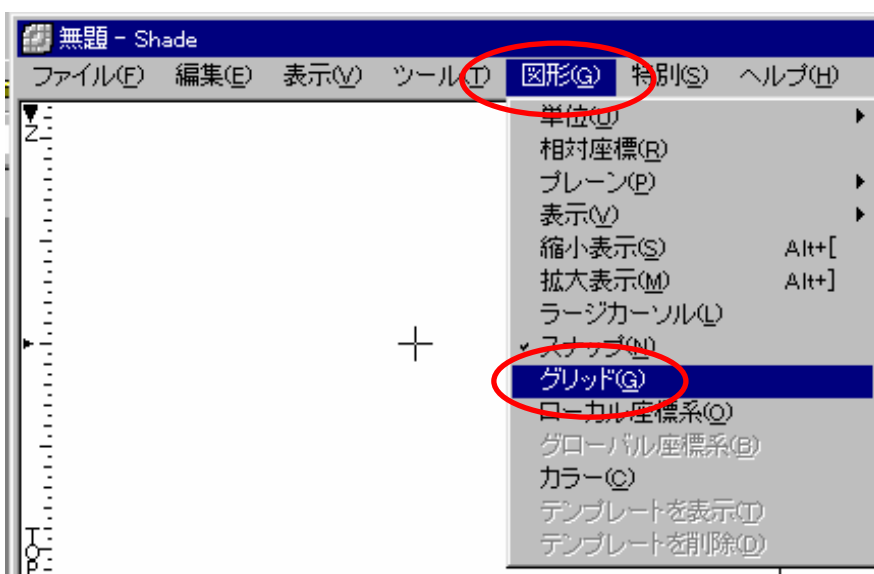 無題 - Shade
ファイル(F) 編集(E) 表示(V) ツール(T) 図形(G) 特別(S) ヘルプ(H)
Z
単位(U)
相対座標(R)
プレーン(P)
表示(V)
縮小表示(S) Alt+[
拡大表示(M) Alt+]
ラージカーソル(L)
スナップ(N)
グリッド(G)
ローカル座標系(O)
グローバル座標系(B)
カラー(C)
テンプレートを表示(T)
テンプレートを削除(D)
TOP